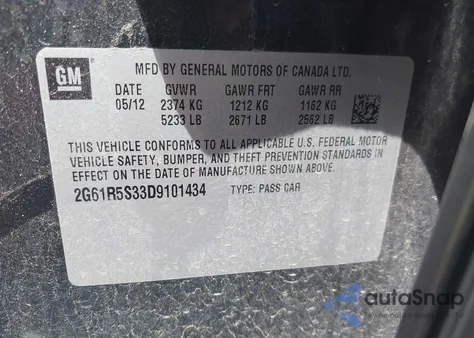 GM
MFD BY GENERAL MOTORS OF CANADA LTD.
DATE GVWR GAWR FRT GAWR RR
05/12 2374 KG 1212 KG 1162 KG
5233 LB 2671 LB 2562 LB
THIS VEHICLE CONFORMS TO ALL APPLICABLE U.S. FEDERAL MOTOR
VEHICLE SAFETY, BUMPER, AND THEFT PREVENTION STANDARDS IN
EFFECT ON THE DATE OF MANUFACTURE SHOWN ABOVE.
2G61R5S33D9101434 TYPE: PASS CAR
autoSnap